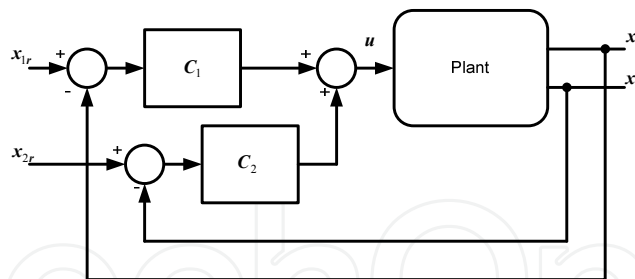 x1r
+
-
C1
+
+
u
Plant
x
x
x2r
+
-
C2